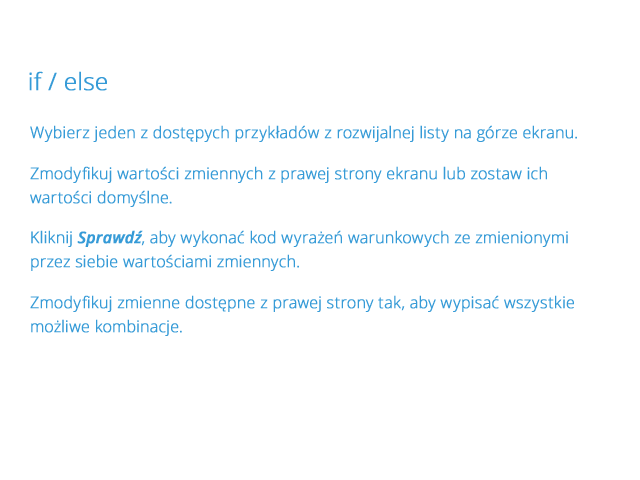 if / else
Wybierz jeden z dostępych przykładów z rozwijalnej listy na górze ekranu.
Zmodyfikuj wartości zmiennych z prawej strony ekranu lub zostaw ich
wartości domyślne.
Kliknij Sprawdź, aby wykonać kod wyrażeń warunkowych ze zmienionymi
przez siebie wartościami zmiennych.
Zmodyfikuj zmienne dostępne z prawej strony tak, aby wypisać wszystkie
możliwe kombinacje.